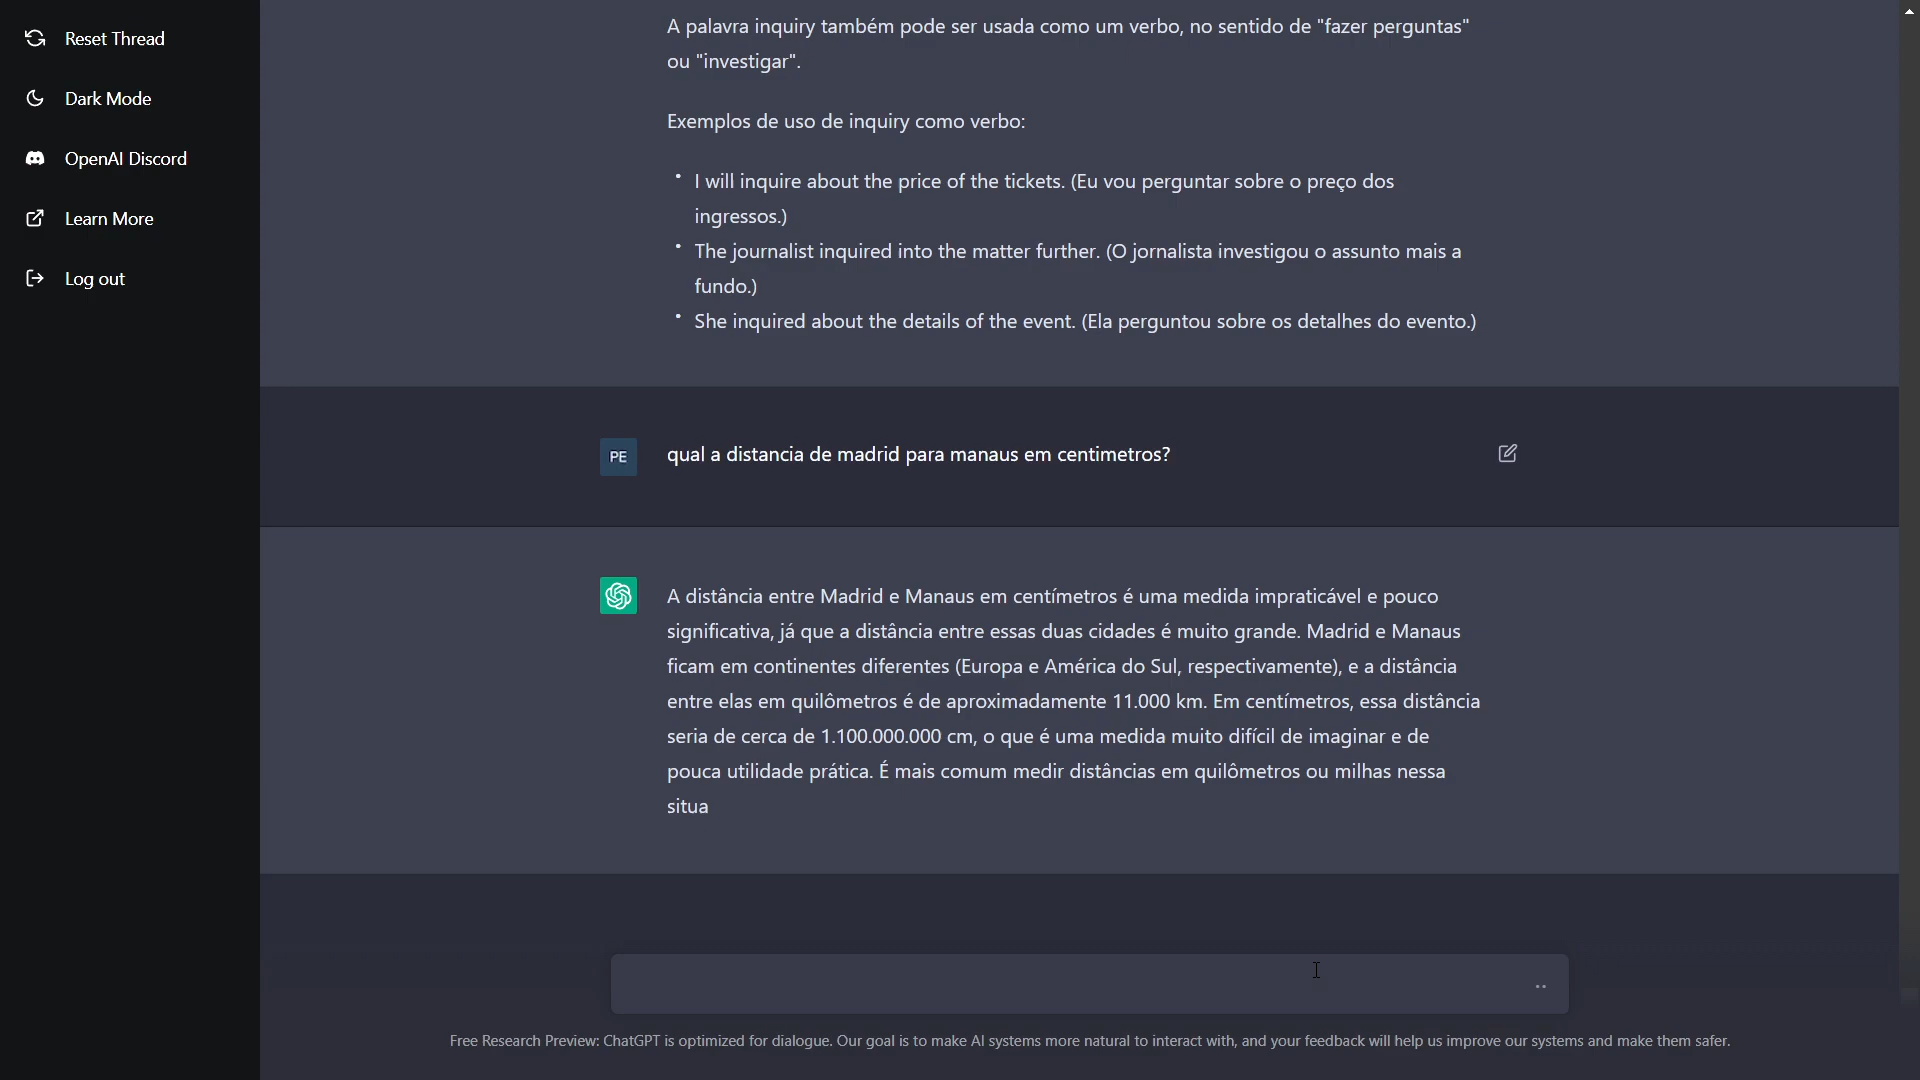 Reset Thread
Dark Mode
OpenAI Discord
Learn More
Log out
A palavra inquiry também pode ser usada como um verbo, no sentido de "fazer perguntas"
ou "investigar".
Exemplos de uso de inquiry como verbo:
• I will inquire about the price of the tickets. (Eu vou perguntar sobre o preço dos
ingressos.)
• The journalist inquired into the matter further. (O jornalista investigou o assunto mais a
fundo.)
• She inquired about the details of the event. (Ela perguntou sobre os detalhes do evento.)
PE
qual a distancia de madrid para manaus em centimetros?
A distância entre Madrid e Manaus em centímetros é uma medida impraticável e pouco
significativa, já que a distância entre essas duas cidades é muito grande. Madrid e Manaus
ficam em continentes diferentes (Europa e América do Sul, respectivamente), e a distância
entre elas em quilômetros é de aproximadamente 11.000 km. Em centímetros, essa distância
seria de cerca de 1.100.000.000 cm, o que é uma medida muito difícil de imaginar e de
pouca utilidade prática. É mais comum medir distâncias em quilômetros ou milhas nessa
situa
Free Research Preview: ChatGPT is optimized for dialogue. Our goal is to make AI systems more natural to interact with, and your feedback will help us improve our systems and make them safer.